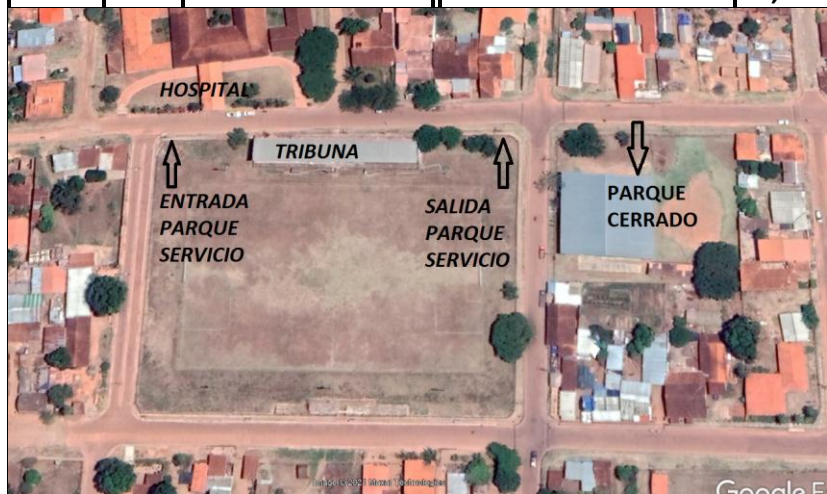 HOSPITAL
TRIBUNA
ENTRADA
PARQUE
SERVICIO
SALIDA
PARQUE
SERVICIO
PARQUE
CERRADO
Google E